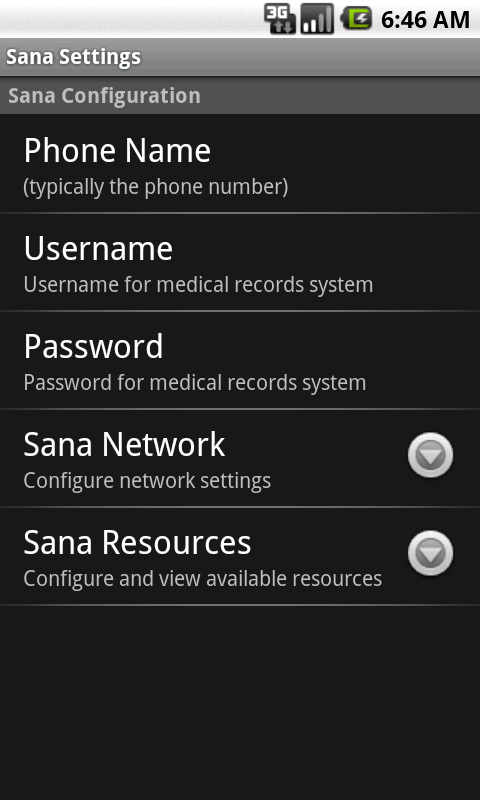 3G 6:46 AM
Sana Settings
Sana Configuration
Phone Name
(typically the phone number)
Username
Username for medical records system
Password
Password for medical records system
Sana Network
Configure network settings
Sana Resources
Configure and view available resources